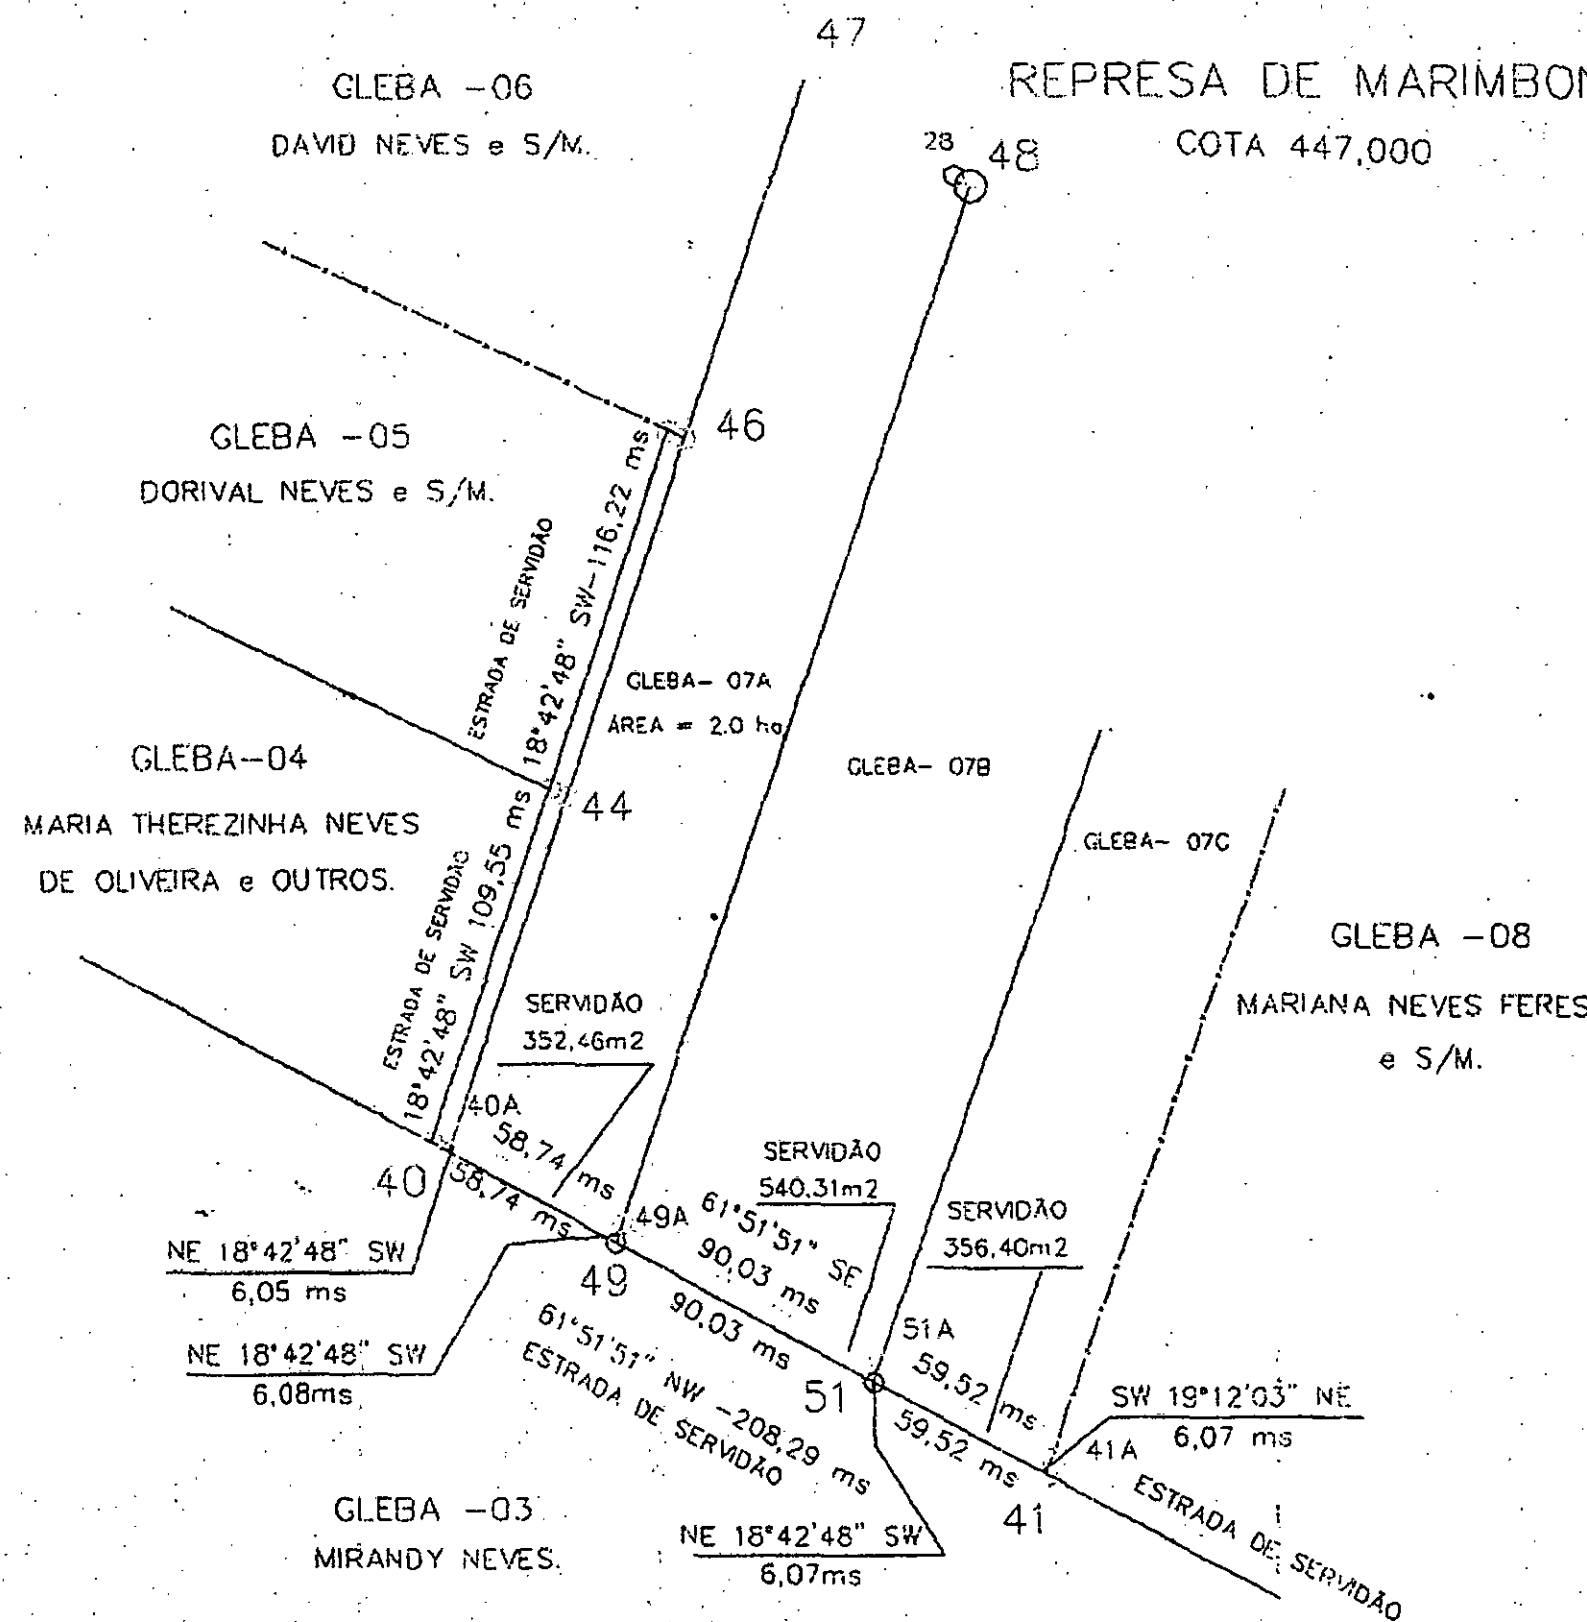 47
GLEBA -06
DAVID NEVES e S/M.
REPRESA DE MARIMBON
COTA 447,000
28
48
46
GLEBA -05
DORIVAL NEVES e S/M.
ESTRADA DE SERVIDÃO
18°42'48" SW-116,22 ms
GLEBA- 07A
ÁREA = 2.0 ha
GLEBA- 07B
GLEBA- 07C
44
GLEBA-04
MARIA THEREZINHA NEVES
DE OLIVEIRA e OUTROS.
ESTRADA DE SERVIDÃO
18°42'48" SW 109,55 ms
GLEBA -08
MARIANA NEVES FERES
e S/M.
SERVIDÃO
352,46m2
40A
58,74 ms
40
58,74 ms
SERVIDÃO
540.31m2
SERVIDÃO
356,40m2
49A
61°51'51" SE
90,03 ms
NE 18°42'48" SW
6,05 ms
49
90,03 ms
NE 18°42'48" SW
6,08ms
61°51'51" NW -208,29 ms
ESTRADA DE SERVIDÃO
51A
59,52 ms
51
59,52 ms
SW 19°12'03" NE
6,07 ms
41A
41
ESTRADA DE SERVIDÃO
GLEBA -03
MIRANDY NEVES.
NE 18°42'48" SW
6,07ms